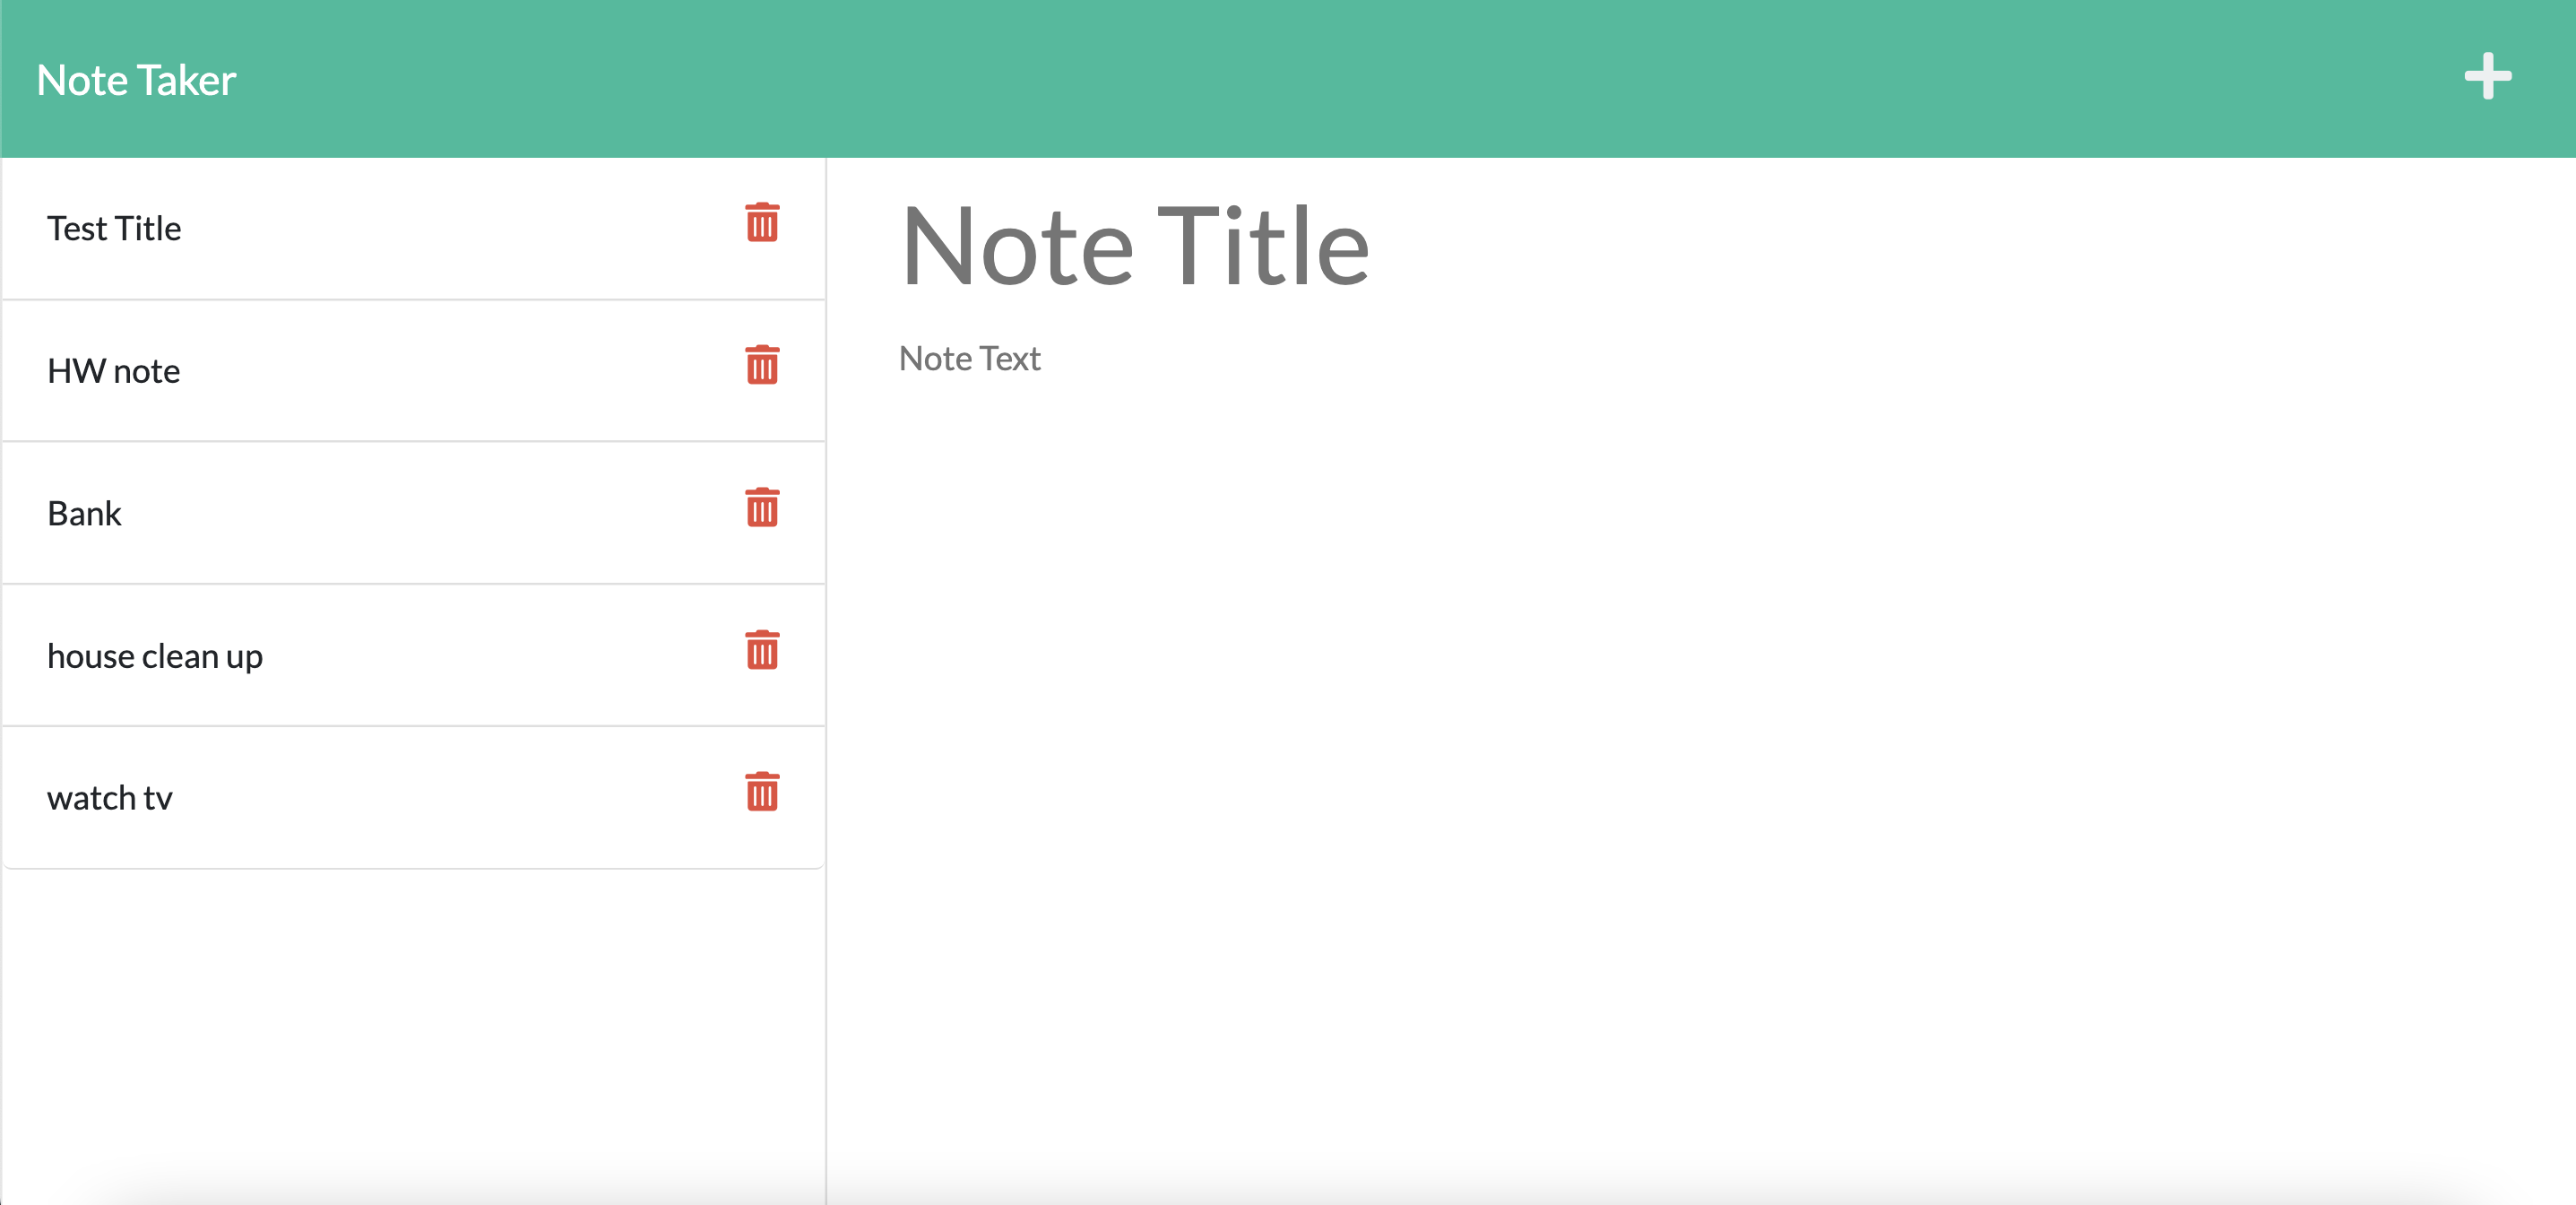 Note Taker
Test Title
HW note
Bank
house clean up
watch tv
Note Title
Note Text